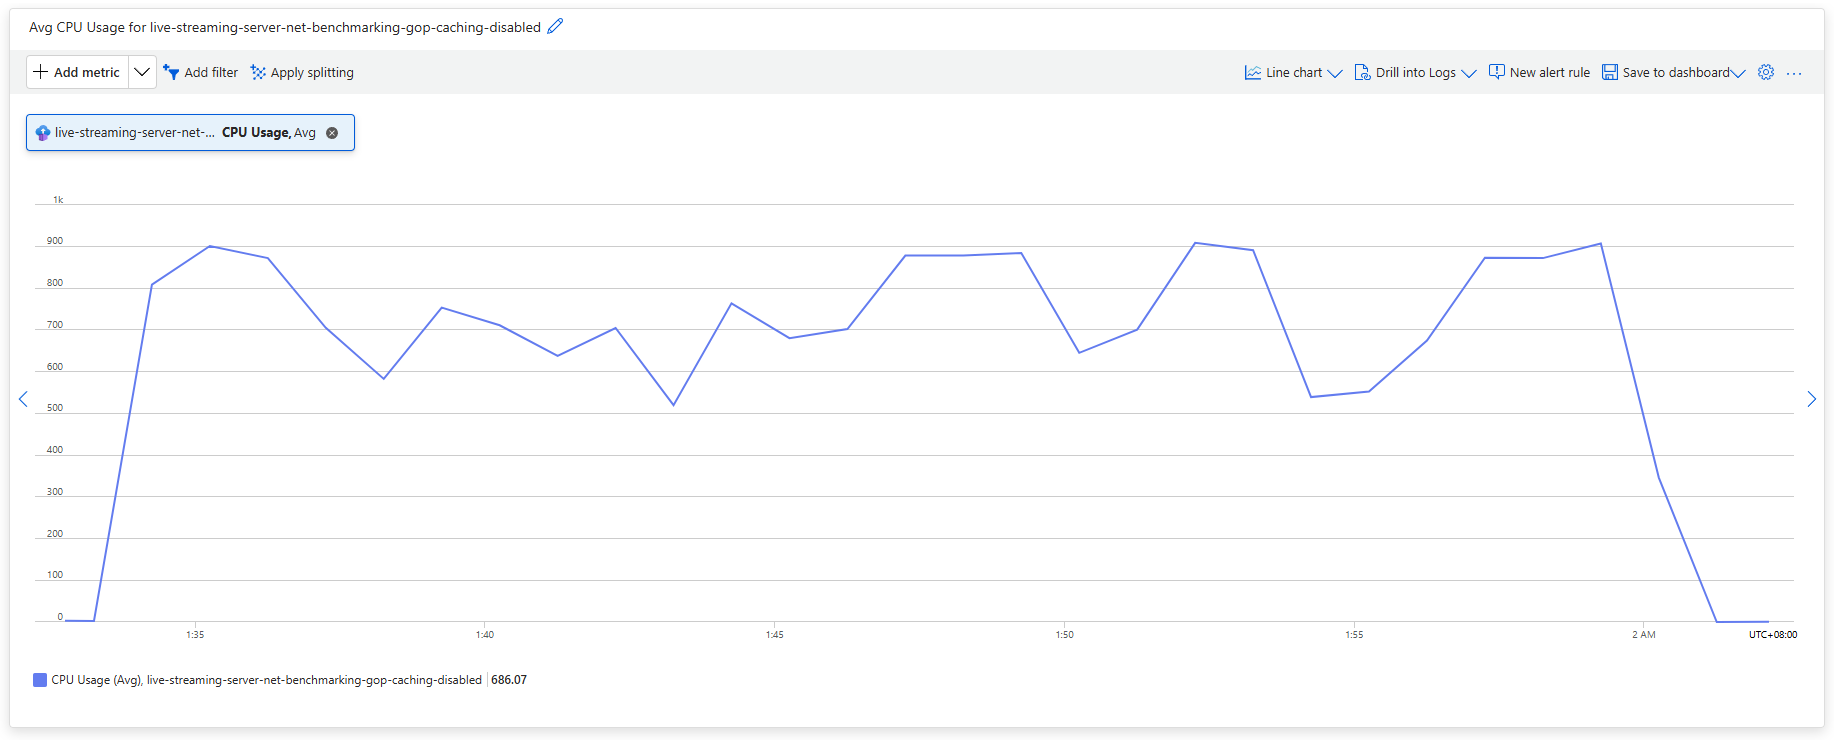 Avg CPU Usage for live-streaming-server-net-benchmarking-gop-caching-disabled
Add metric Add filter Apply splitting Line chart Drill into Logs New alert rule Save to dashboard ...
live-streaming-server-net-... CPU Usage, Avg
1k
900
800
700
600
500
400
300
200
100
0
1:35 1:40 1:45 1:50 1:55 2 AM UTC+08:00
CPU Usage (Avg), live-streaming-server-net-benchmarking-gop-caching-disabled 686.07